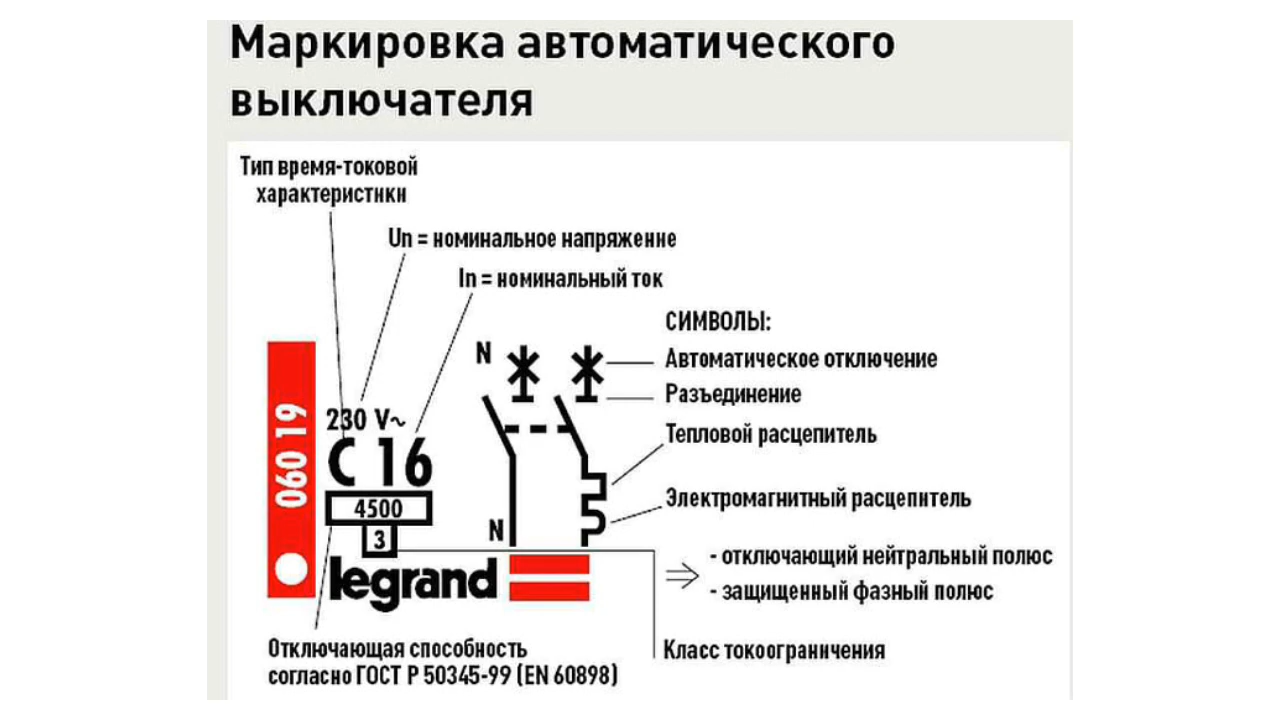 Маркировка автоматического
выключателя
Тип время-токовой
характеристики
Un = номинальное напряжение
In = номинальный ток
СИМВОЛЫ:
N
Автоматическое отключение
Разъединение
060 19
230 V~
C 16
Тепловой расцепитель
4500
Электромагнитный расцепитель
N
3
legrand
- отключающий нейтральный полюс
- защищенный фазный полюс
Отключающая способность
согласно ГОСТ Р 50345-99 (EN 60898)
Класс токоограничения